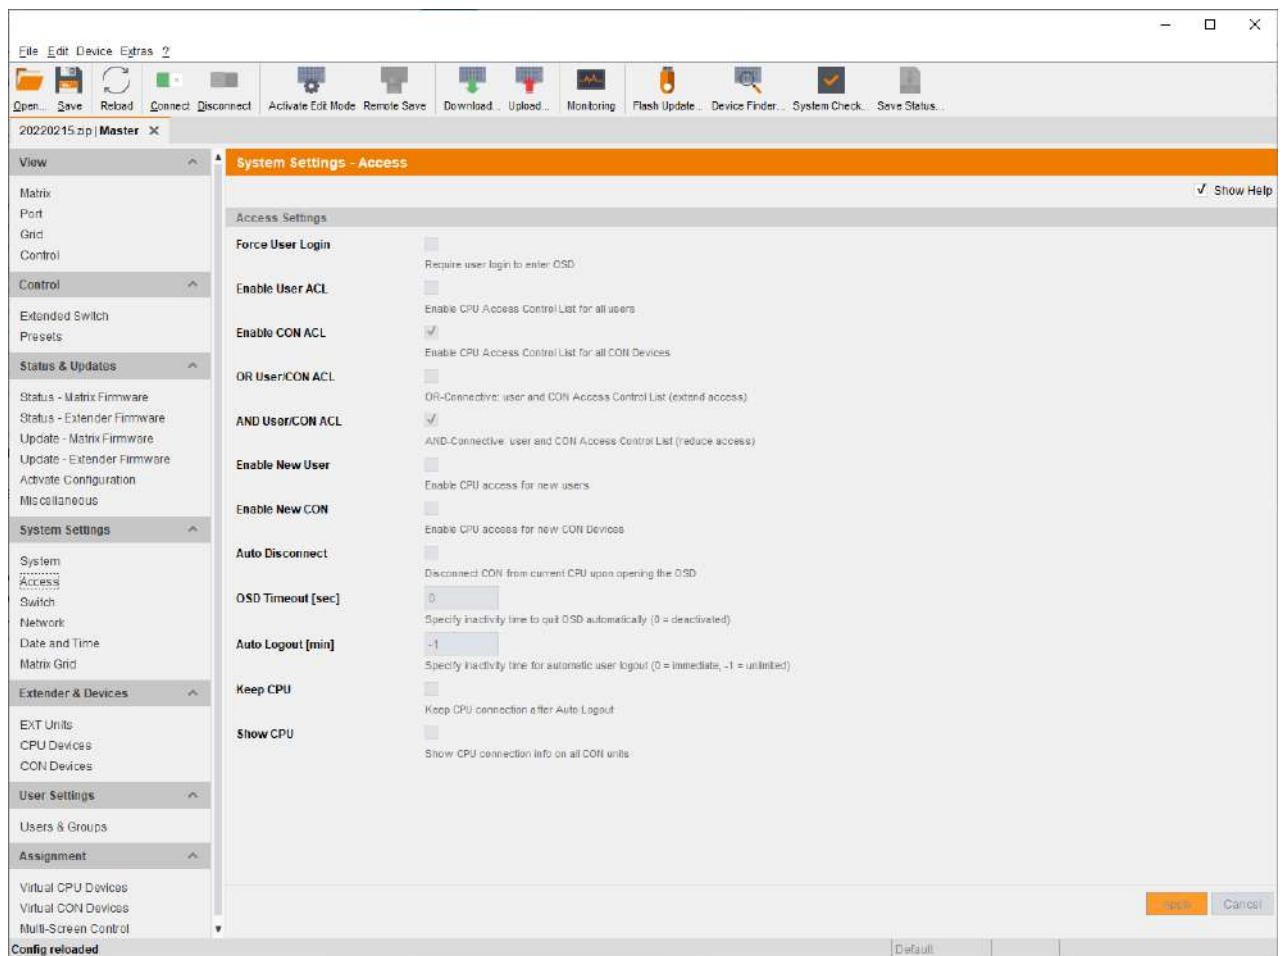 File Edit Device Extras ?
Open... Save Reload Connect Disconnect Activate Edit Mode Remote Save Download... Upload... Monitoring Flash Update... Device Finder... System Check... Save Status...
20220215.zip | Master
View
Matrix
Port
Grid
Control
Control
Extended Switch
Presets
Status & Updates
Status - Matrix Firmware
Status - Extender Firmware
Update - Matrix Firmware
Update - Extender Firmware
Activate Configuration
Miscellaneous
System Settings
System
Access
Switch
Network
Date and Time
Matrix Grid
Extender & Devices
EXT Units
CPU Devices
CON Devices
User Settings
Users & Groups
Assignment
Virtual CPU Devices
Virtual CON Devices
Multi-Screen Control
System Settings - Access
Show Help
Access Settings
Force User Login
Require user login to enter OSD
Enable User ACL
Enable CPU Access Control List for all users
Enable CON ACL
Enable CPU Access Control List for all CON Devices
OR User/CON ACL
OR-Connective: user and CON Access Control List (extend access)
AND User/CON ACL
AND-Connective: user and CON Access Control List (reduce access)
Enable New User
Enable CPU access for new users
Enable New CON
Enable CPU access for new CON Devices
Auto Disconnect
Disconnect CON from current CPU upon opening the OSD
OSD Timeout [sec] 0
Specify inactivity time to quit OSD automatically (0 = deactivated)
Auto Logout [min] -1
Specify inactivity time for automatic user logout (0 = immediate, -1 = unlimited)
Keep CPU
Keep CPU connection after Auto Logout
Show CPU
Show CPU connection info on all CON units
Apply Cancel
Config reloaded Default